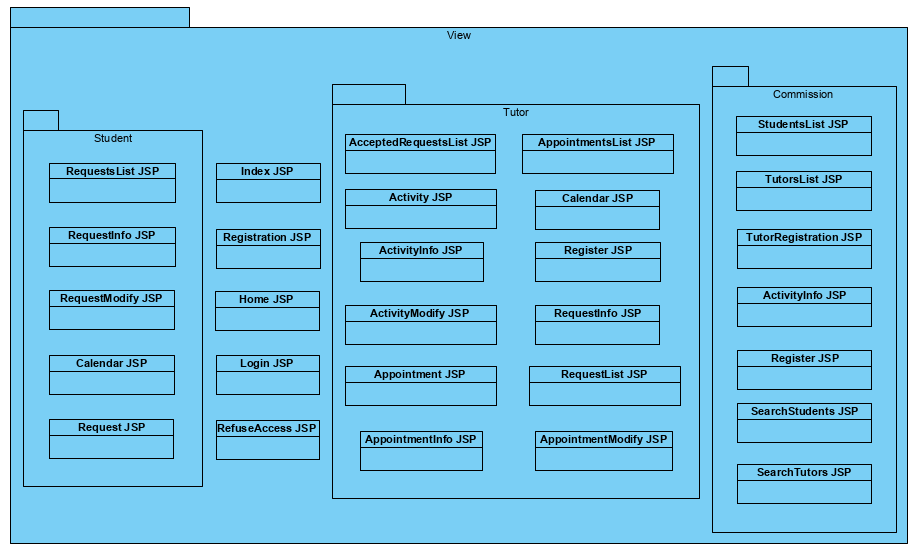 View
Student
RequestsList JSP
RequestInfo JSP
RequestModify JSP
Calendar JSP
Request JSP
Index JSP
Registration JSP
Home JSP
Login JSP
RefuseAccess JSP
Tutor
AcceptedRequestsList JSP
AppointmentsList JSP
Activity JSP
Calendar JSP
ActivityInfo JSP
Register JSP
ActivityModify JSP
RequestInfo JSP
Appointment JSP
RequestList JSP
AppointmentInfo JSP
AppointmentModify JSP
Commission
StudentsList JSP
TutorsList JSP
TutorRegistration JSP
ActivityInfo JSP
Register JSP
SearchStudents JSP
SearchTutors JSP